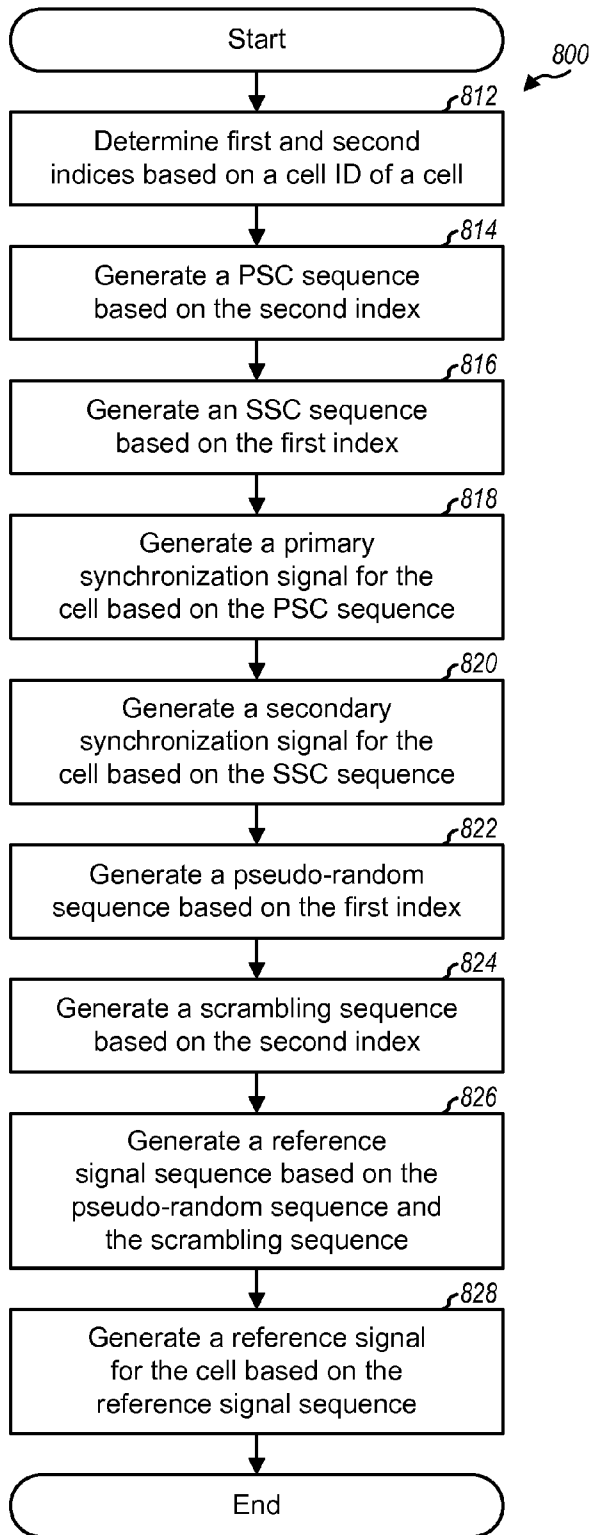 Start
800
812
Determine first and second
indices based on a cell ID of a cell
814
Generate a PSC sequence
based on the second index
816
Generate an SSC sequence
based on the first index
818
Generate a primary
synchronization signal for the
cell based on the PSC sequence
820
Generate a secondary
synchronization signal for the
cell based on the SSC sequence
822
Generate a pseudo-random
sequence based on the first index
824
Generate a scrambling sequence
based on the second index
826
Generate a reference
signal sequence based on the
pseudo-random sequence and
the scrambling sequence
828
Generate a reference signal
for the cell based on the
reference signal sequence
End